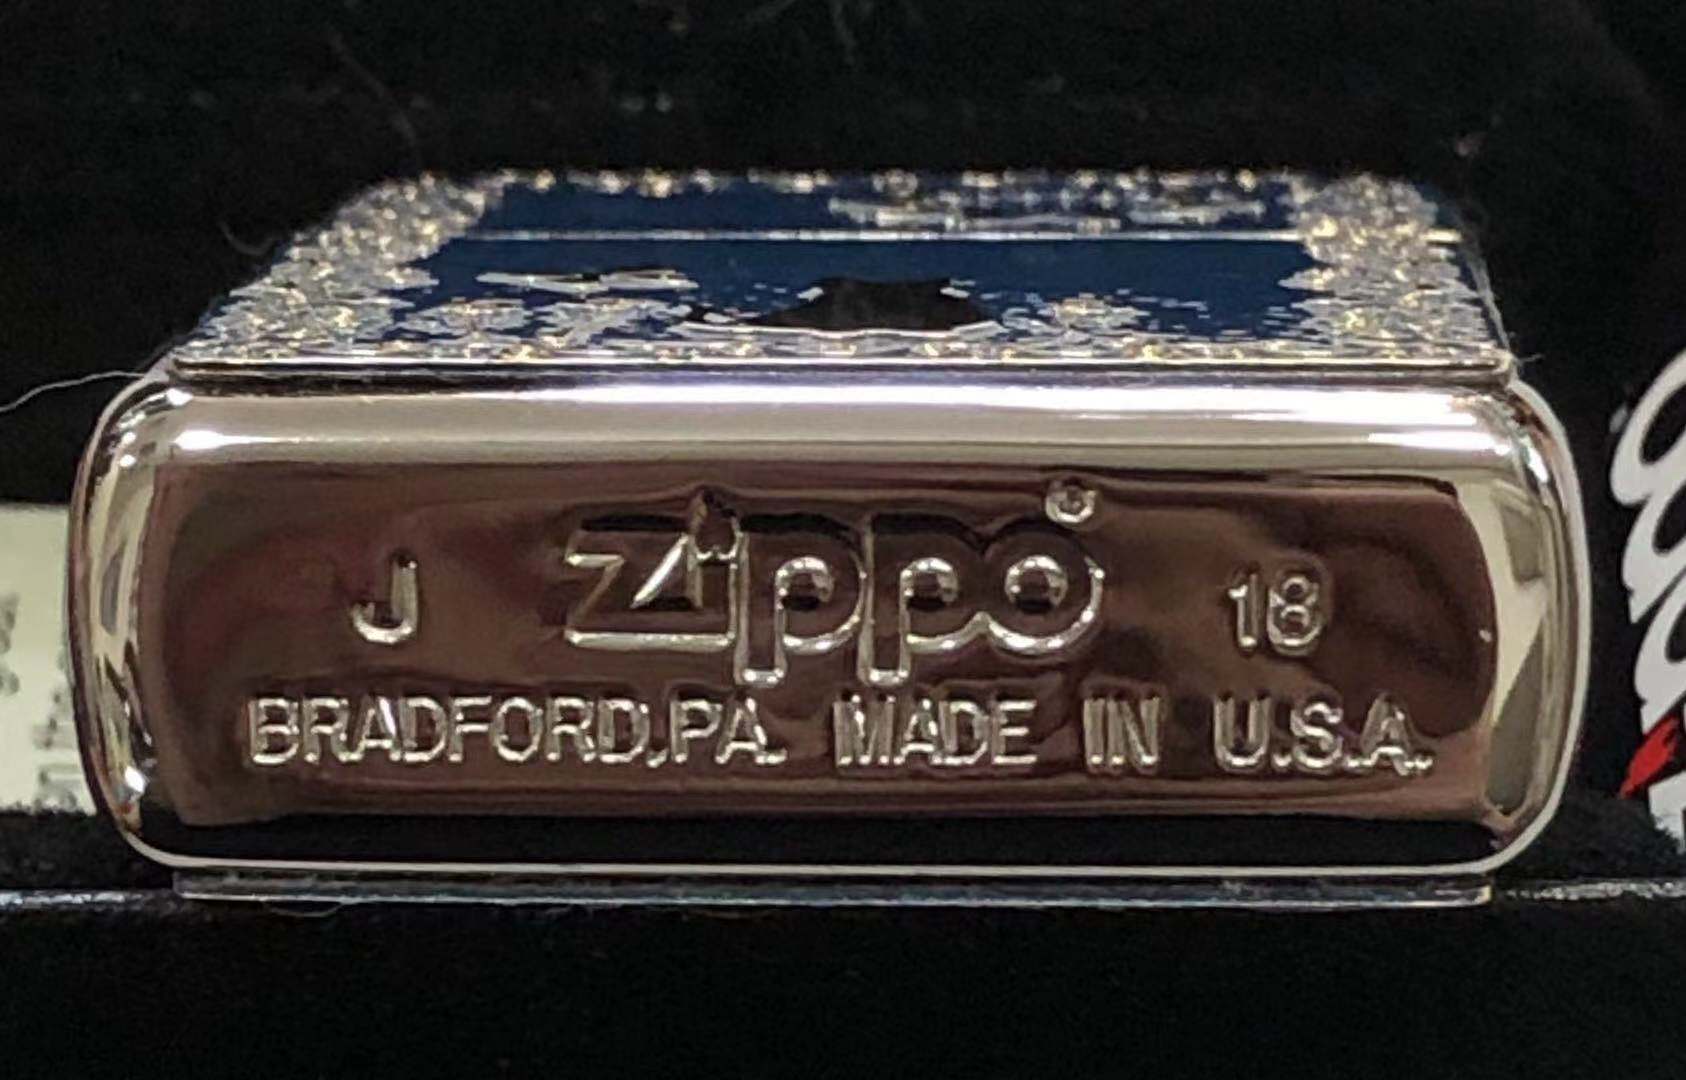 J zippo® 18
BRADFORD,PA. MADE IN U.S.A.